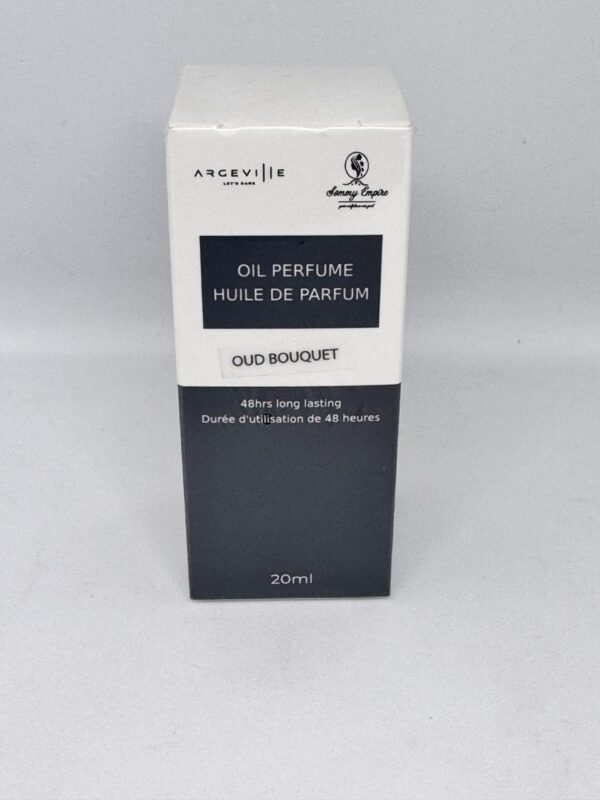 ARGEVIllE
LET'S DARE
Sommy Empire
OIL PERFUME
HUILE DE PARFUM
OUD BOUQUET
48hrs long lasting
Durée d'utilisation de 48 heures
20ml